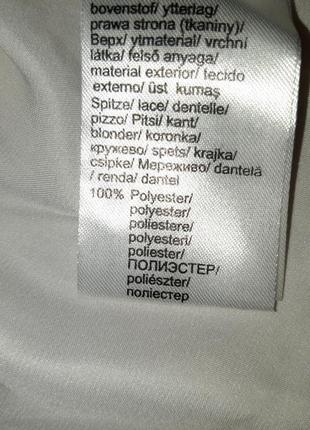 bovenstof/ ytterlag/
prawa strona (tkaniny)/
Верх/ ytmaterial/ vrchní
látka/ felső anyaga/
material exterior/ tecido
externo/ üst kumaş
Spitze/ lace/ dentelle/
pizzo/ Pitsi/ kant/
blonder/ koronka/
кружево/ spets/ krajka/
csipke/ Мереживо/ dantelă
/ renda/ dantel
100% Polyester/
polyester/
poliestere/
polyesteri/
poliester/
ПОЛИЭСТЕР/
poliészter/
поліестер